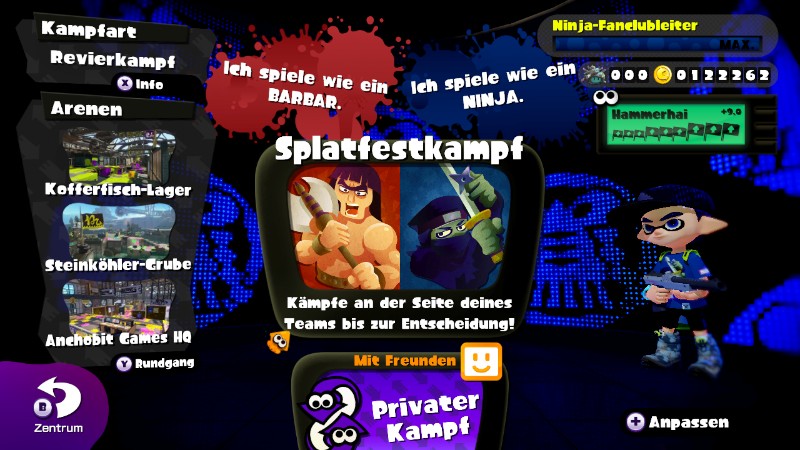 Kampfart
Revierkampf
X Info
Arenen
Kofferfisch-Lager
Steinköhler-Grube
Anchobit Games HQ
Y Rundgang
B
Zentrum
Ich spiele wie ein
BARBAR.
Ich spiele wie ein
NINJA.
Splatfestkampf
Kämpfe an der Seite deines
Teams bis zur Entscheidung!
Mit Freunden
Privater
Kampf
Ninja-Fanclubleiter
MAX.
000 0122262
Hammerhai +9.0
+ Anpassen